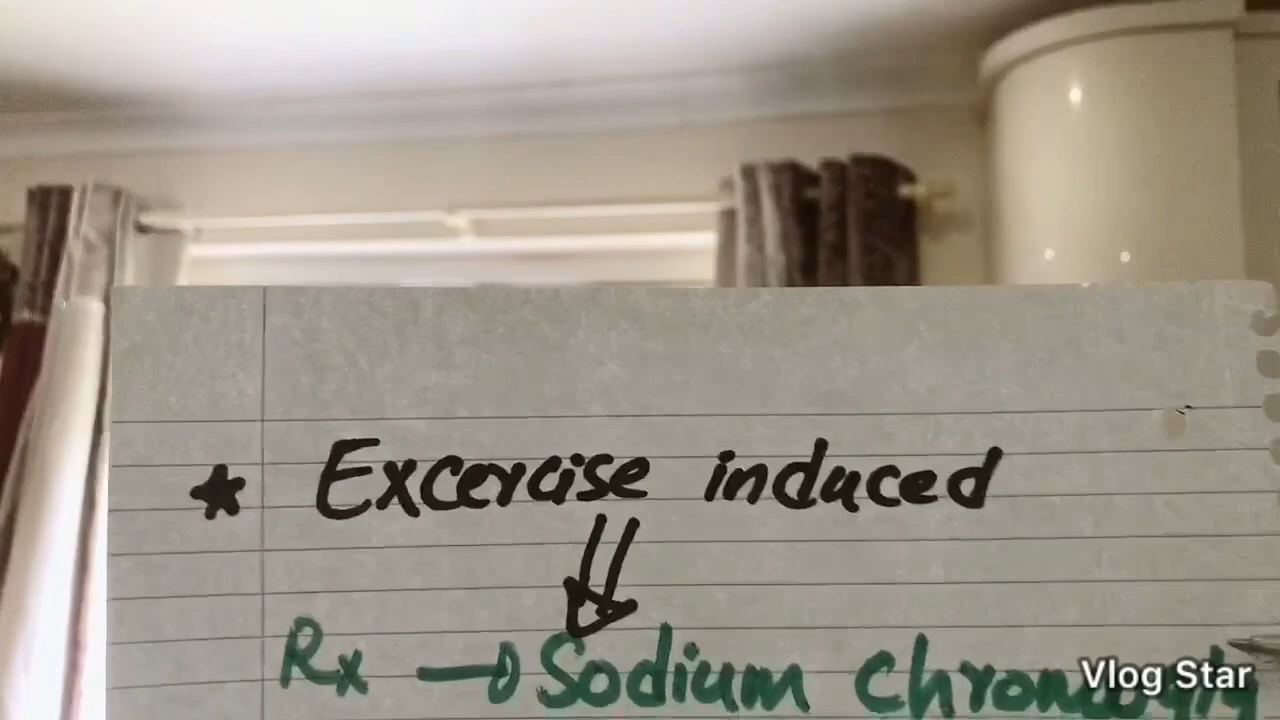 ★ Excercise induced
Rx → Sodium
Vlog Star